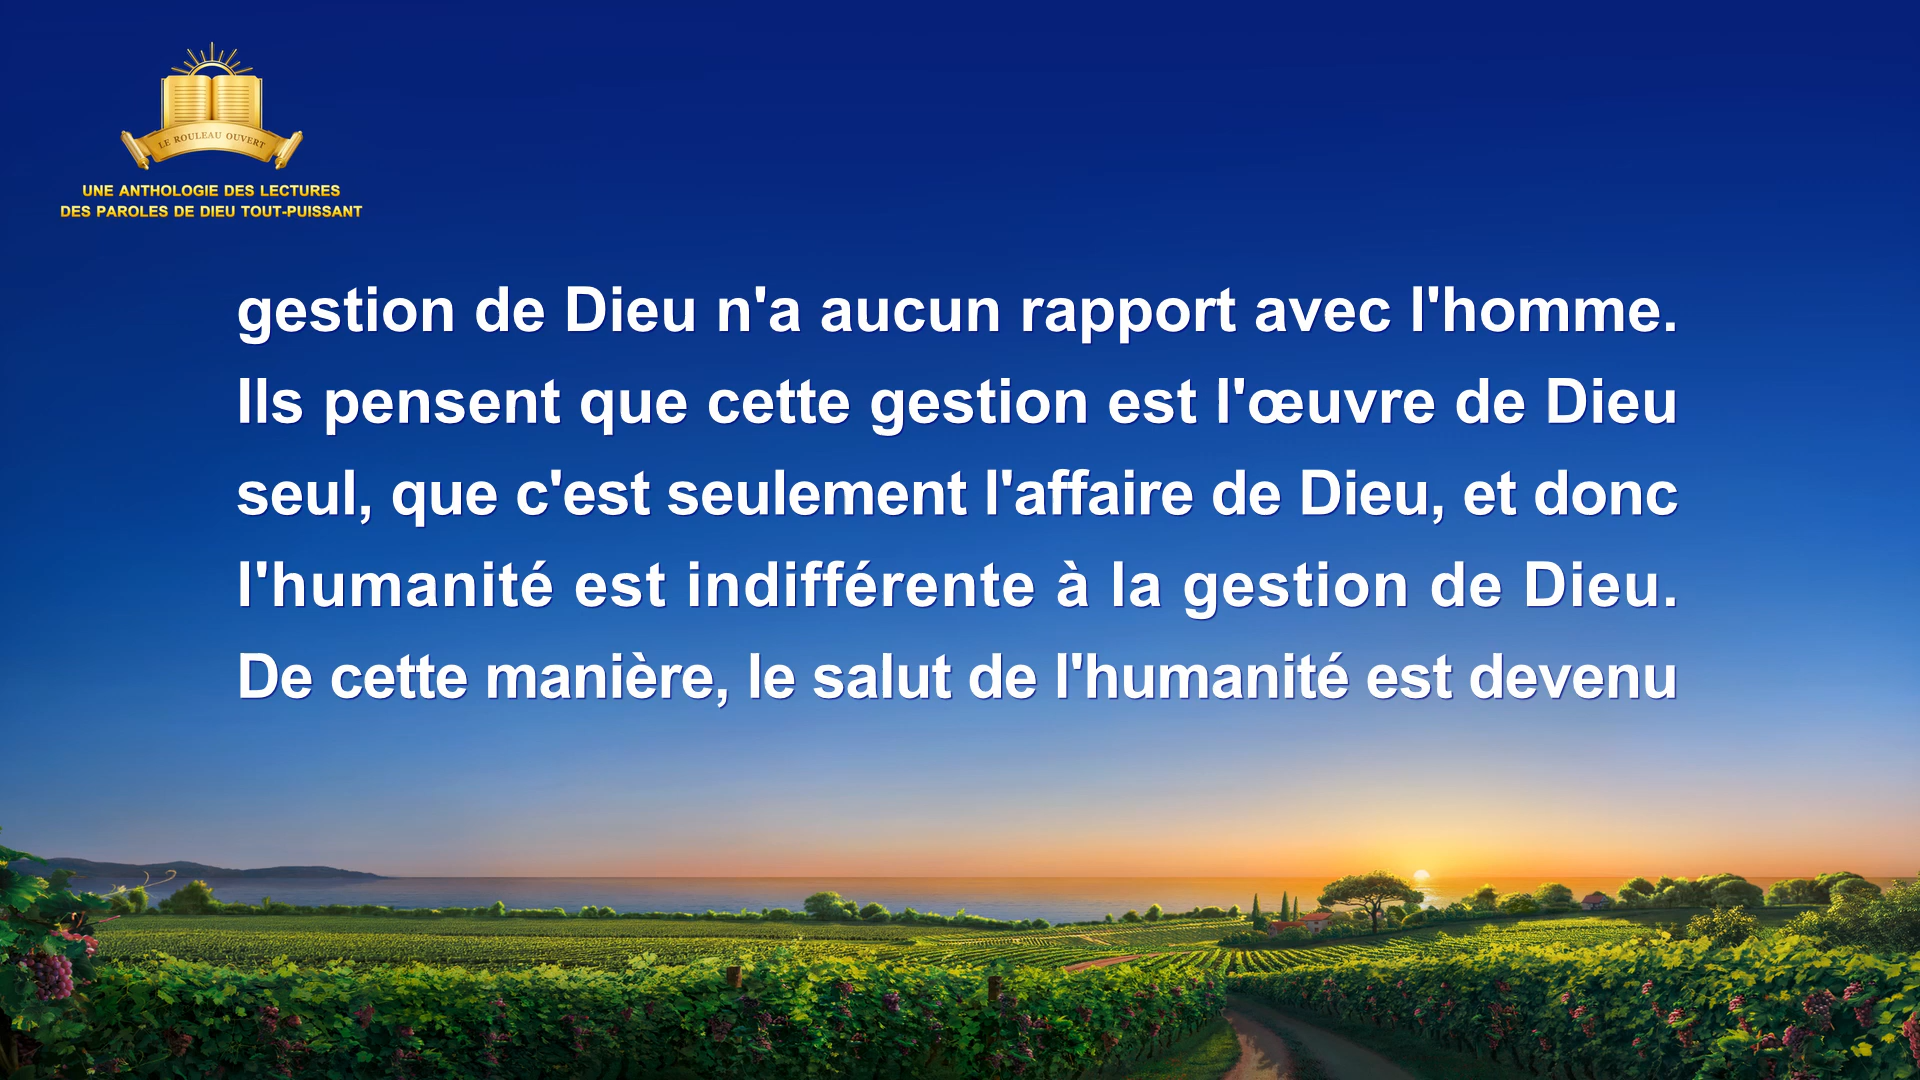 LE ROULEAU OUVERT
UNE ANTHOLOGIE DES LECTURES
DES PAROLES DE DIEU TOUT-PUISSANT
gestion de Dieu n'a aucun rapport avec l'homme.
Ils pensent que cette gestion est l'œuvre de Dieu
seul, que c'est seulement l'affaire de Dieu, et donc
l'humanité est indifférente à la gestion de Dieu.
De cette manière, le salut de l'humanité est devenu